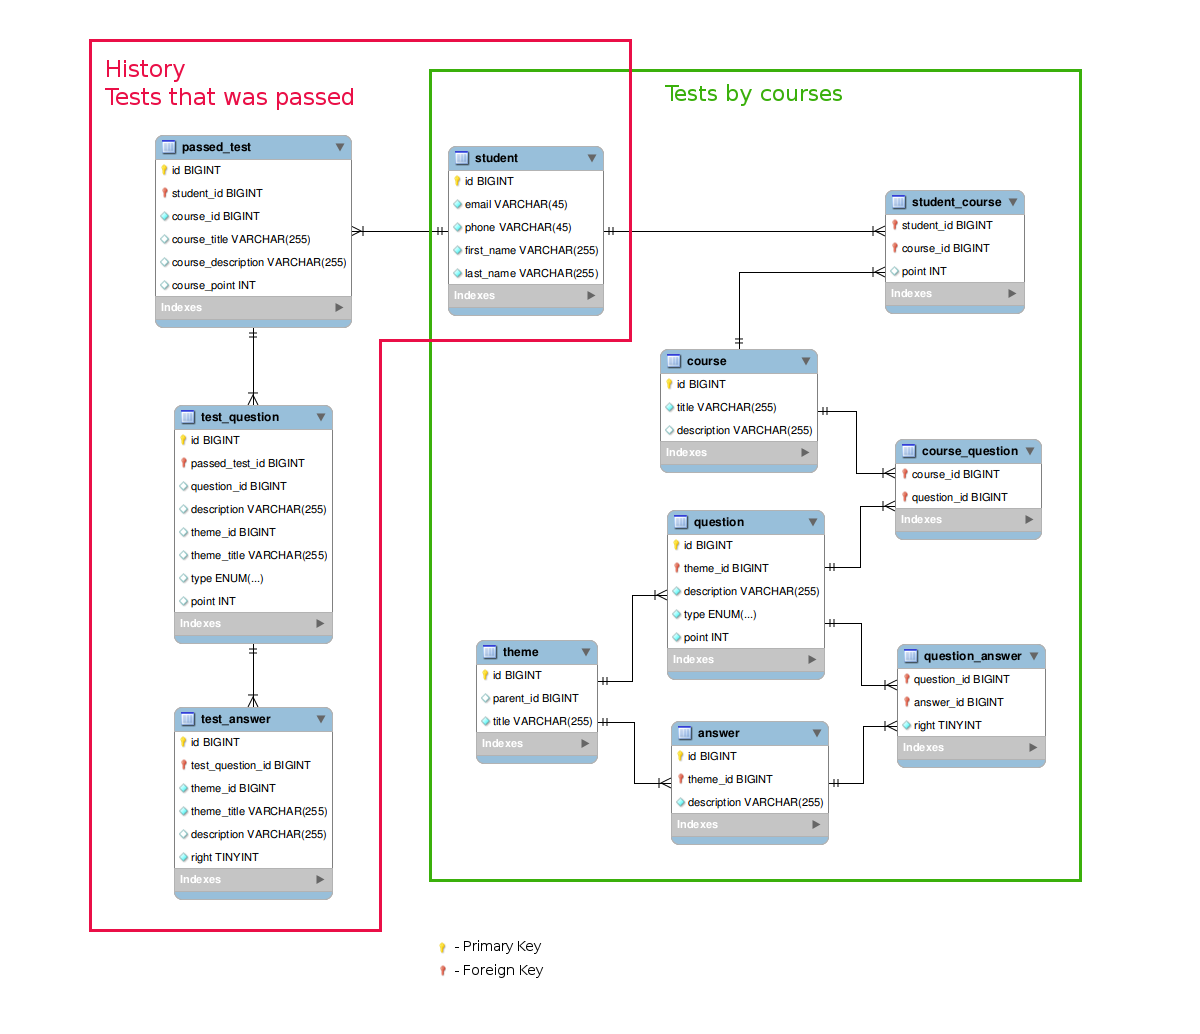 History
Tests that was passed
Tests by courses
passed_test
id BIGINT
student_id BIGINT
course_id BIGINT
course_title VARCHAR(255)
course_description VARCHAR(255)
course_point INT
Indexes
student
id BIGINT
email VARCHAR(45)
phone VARCHAR(45)
first_name VARCHAR(255)
last_name VARCHAR(255)
Indexes
student_course
student_id BIGINT
course_id BIGINT
point INT
Indexes
course
id BIGINT
title VARCHAR(255)
description VARCHAR(255)
Indexes
test_question
id BIGINT
passed_test_id BIGINT
question_id BIGINT
description VARCHAR(255)
theme_id BIGINT
theme_title VARCHAR(255)
type ENUM(...)
point INT
Indexes
course_question
course_id BIGINT
question_id BIGINT
Indexes
question
id BIGINT
theme_id BIGINT
description VARCHAR(255)
type ENUM(...)
point INT
Indexes
theme
id BIGINT
parent_id BIGINT
title VARCHAR(255)
Indexes
question_answer
question_id BIGINT
answer_id BIGINT
right TINYINT
Indexes
test_answer
id BIGINT
test_question_id BIGINT
theme_id BIGINT
theme_title VARCHAR(255)
description VARCHAR(255)
right TINYINT
Indexes
answer
id BIGINT
theme_id BIGINT
description VARCHAR(255)
Indexes
- Primary Key
- Foreign Key